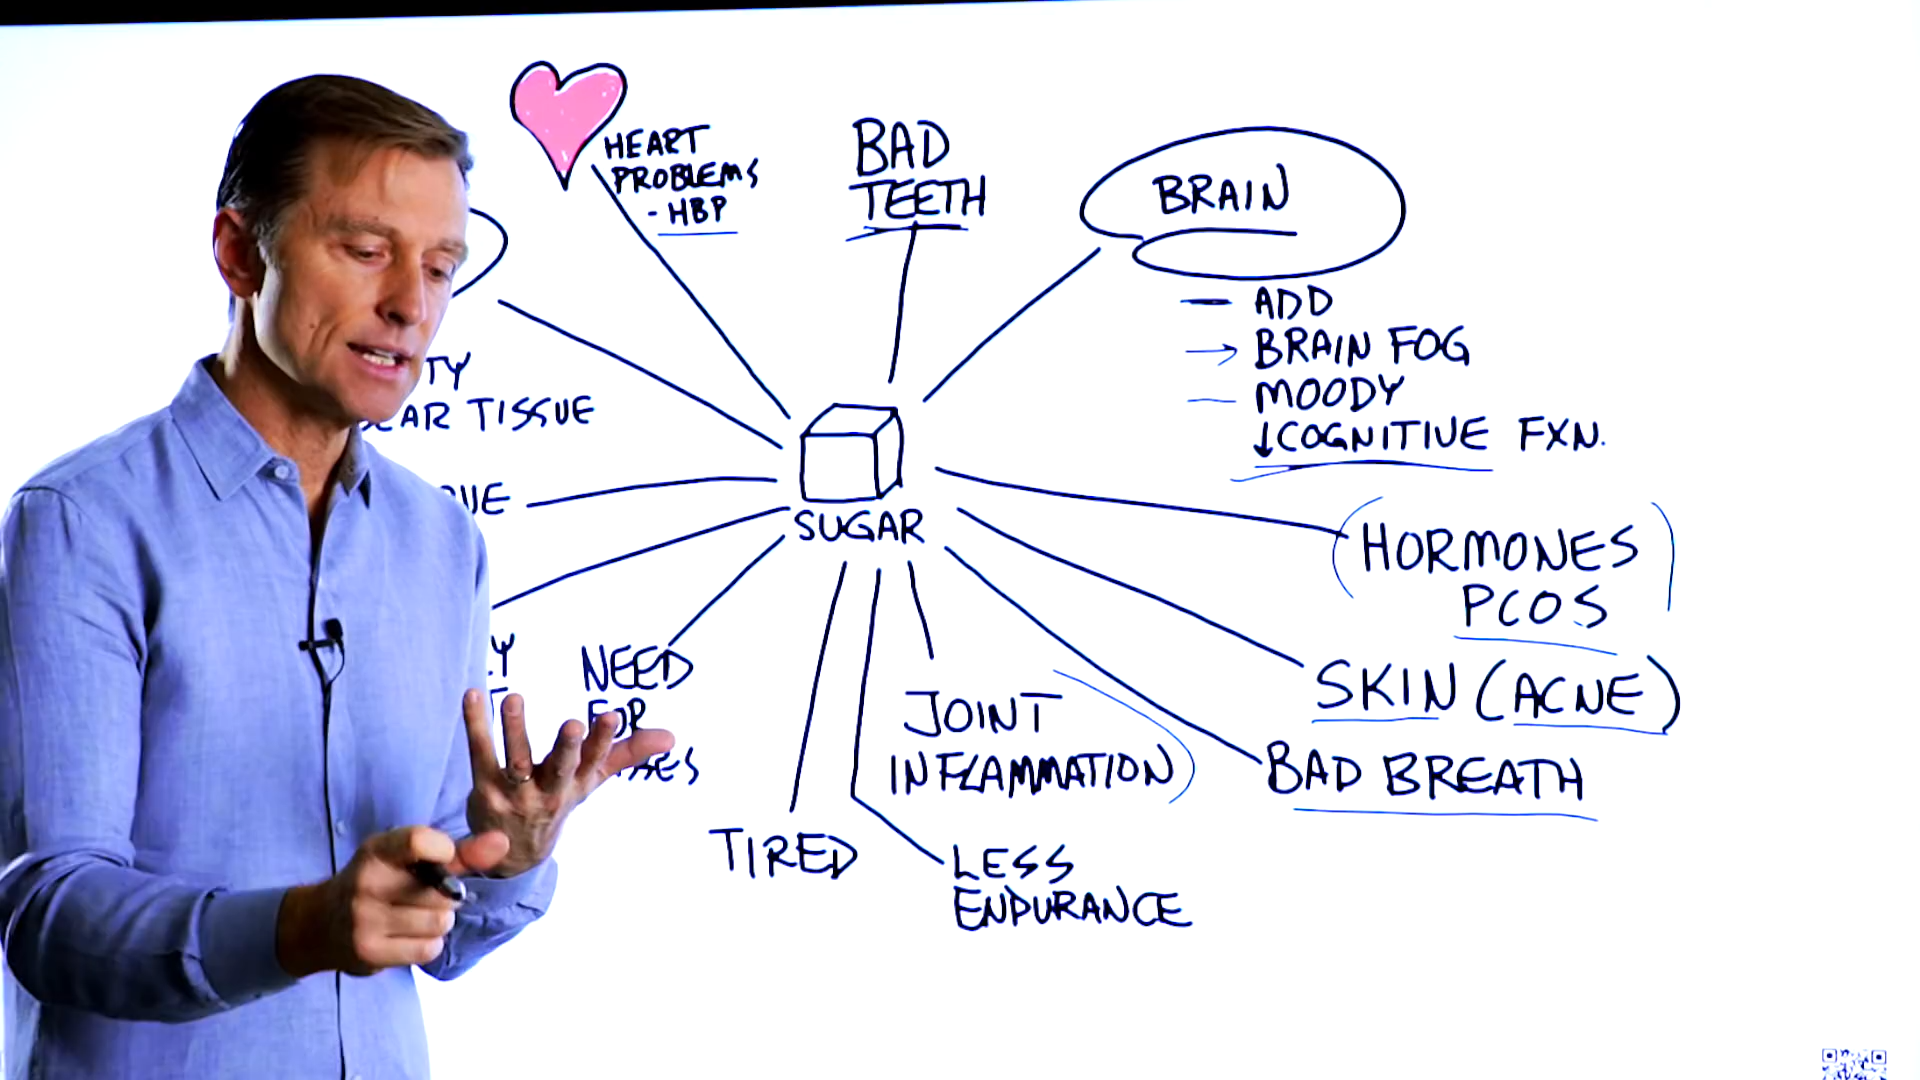 HEART
PROBLEMS
- HBP
BAD
TEETH
BRAIN
— ADD
→ BRAIN FOG
— MOODY
↓COGNITIVE FXN.
TISSUE
SUGAR
(HORMONES
PCOS)
SKIN (ACNE)
BAD BREATH
JOINT
INFLAMMATION)
LESS
ENDURANCE
TIRED
NEED
FOR